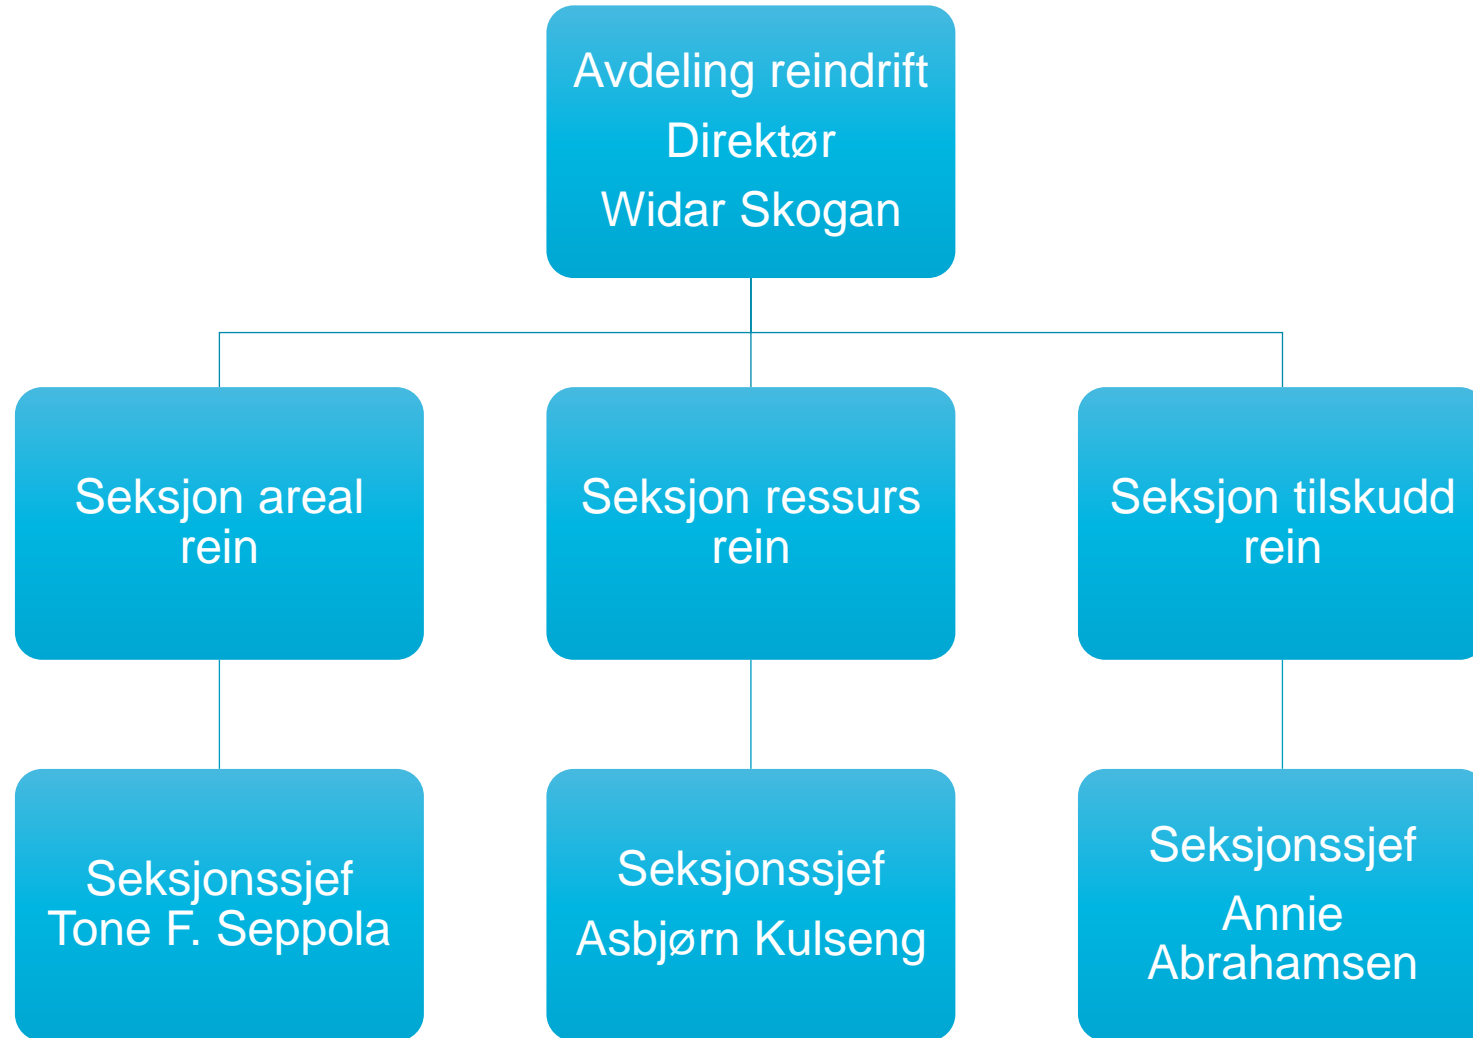 Avdeling reindrift
Direktør
Widar Skogan
Seksjon areal
rein
Seksjon ressurs
rein
Seksjon tilskudd
rein
Seksjonssjef
Tone F. Seppola
Seksjonssjef
Asbjørn Kulseng
Seksjonssjef
Annie
Abrahamsen